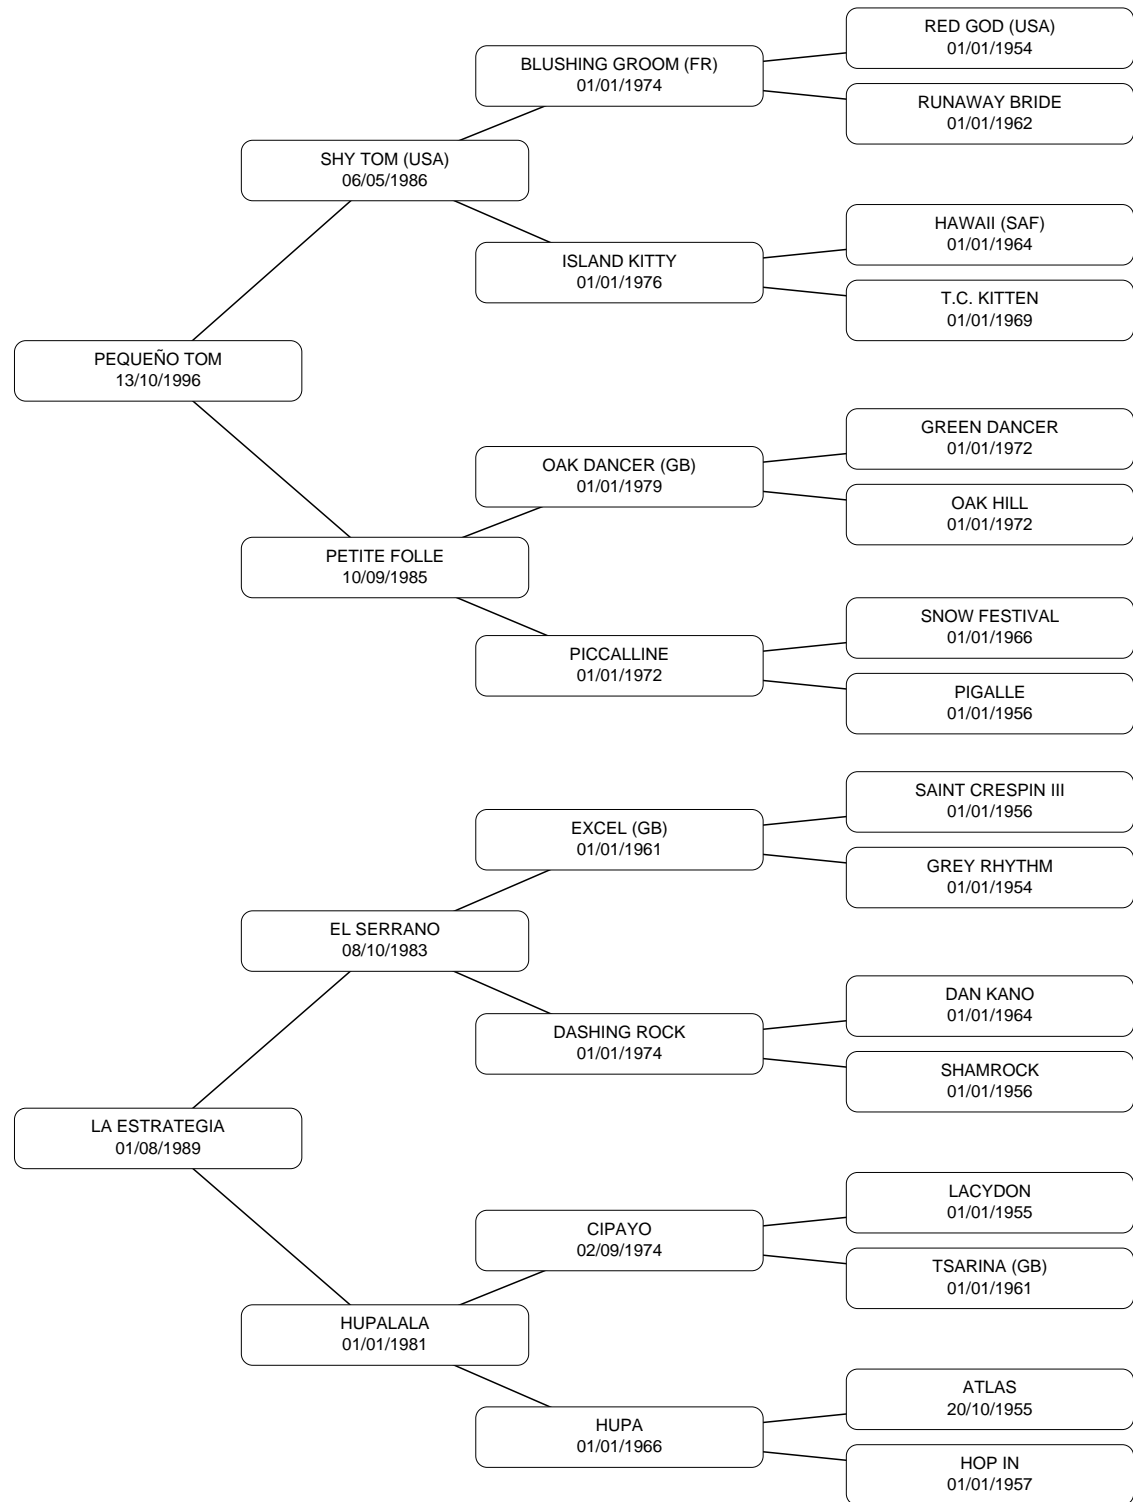 RED GOD (USA)
01/01/1954
BLUSHING GROOM (FR)
01/01/1974
RUNAWAY BRIDE
01/01/1962
SHY TOM (USA)
06/05/1986
HAWAII (SAF)
01/01/1964
ISLAND KITTY
01/01/1976
T.C. KITTEN
01/01/1969
PEQUEÑO TOM
13/10/1996
GREEN DANCER
01/01/1972
OAK DANCER (GB)
01/01/1979
OAK HILL
01/01/1972
PETITE FOLLE
10/09/1985
SNOW FESTIVAL
01/01/1966
PICCALLINE
01/01/1972
PIGALLE
01/01/1956
SAINT CRESPIN III
01/01/1956
EXCEL (GB)
01/01/1961
GREY RHYTHM
01/01/1954
EL SERRANO
08/10/1983
DAN KANO
01/01/1964
DASHING ROCK
01/01/1974
SHAMROCK
01/01/1956
LA ESTRATEGIA
01/08/1989
LACYDON
01/01/1955
CIPAYO
02/09/1974
TSARINA (GB)
01/01/1961
HUPALALA
01/01/1981
ATLAS
20/10/1955
HUPA
01/01/1966
HOP IN
01/01/1957